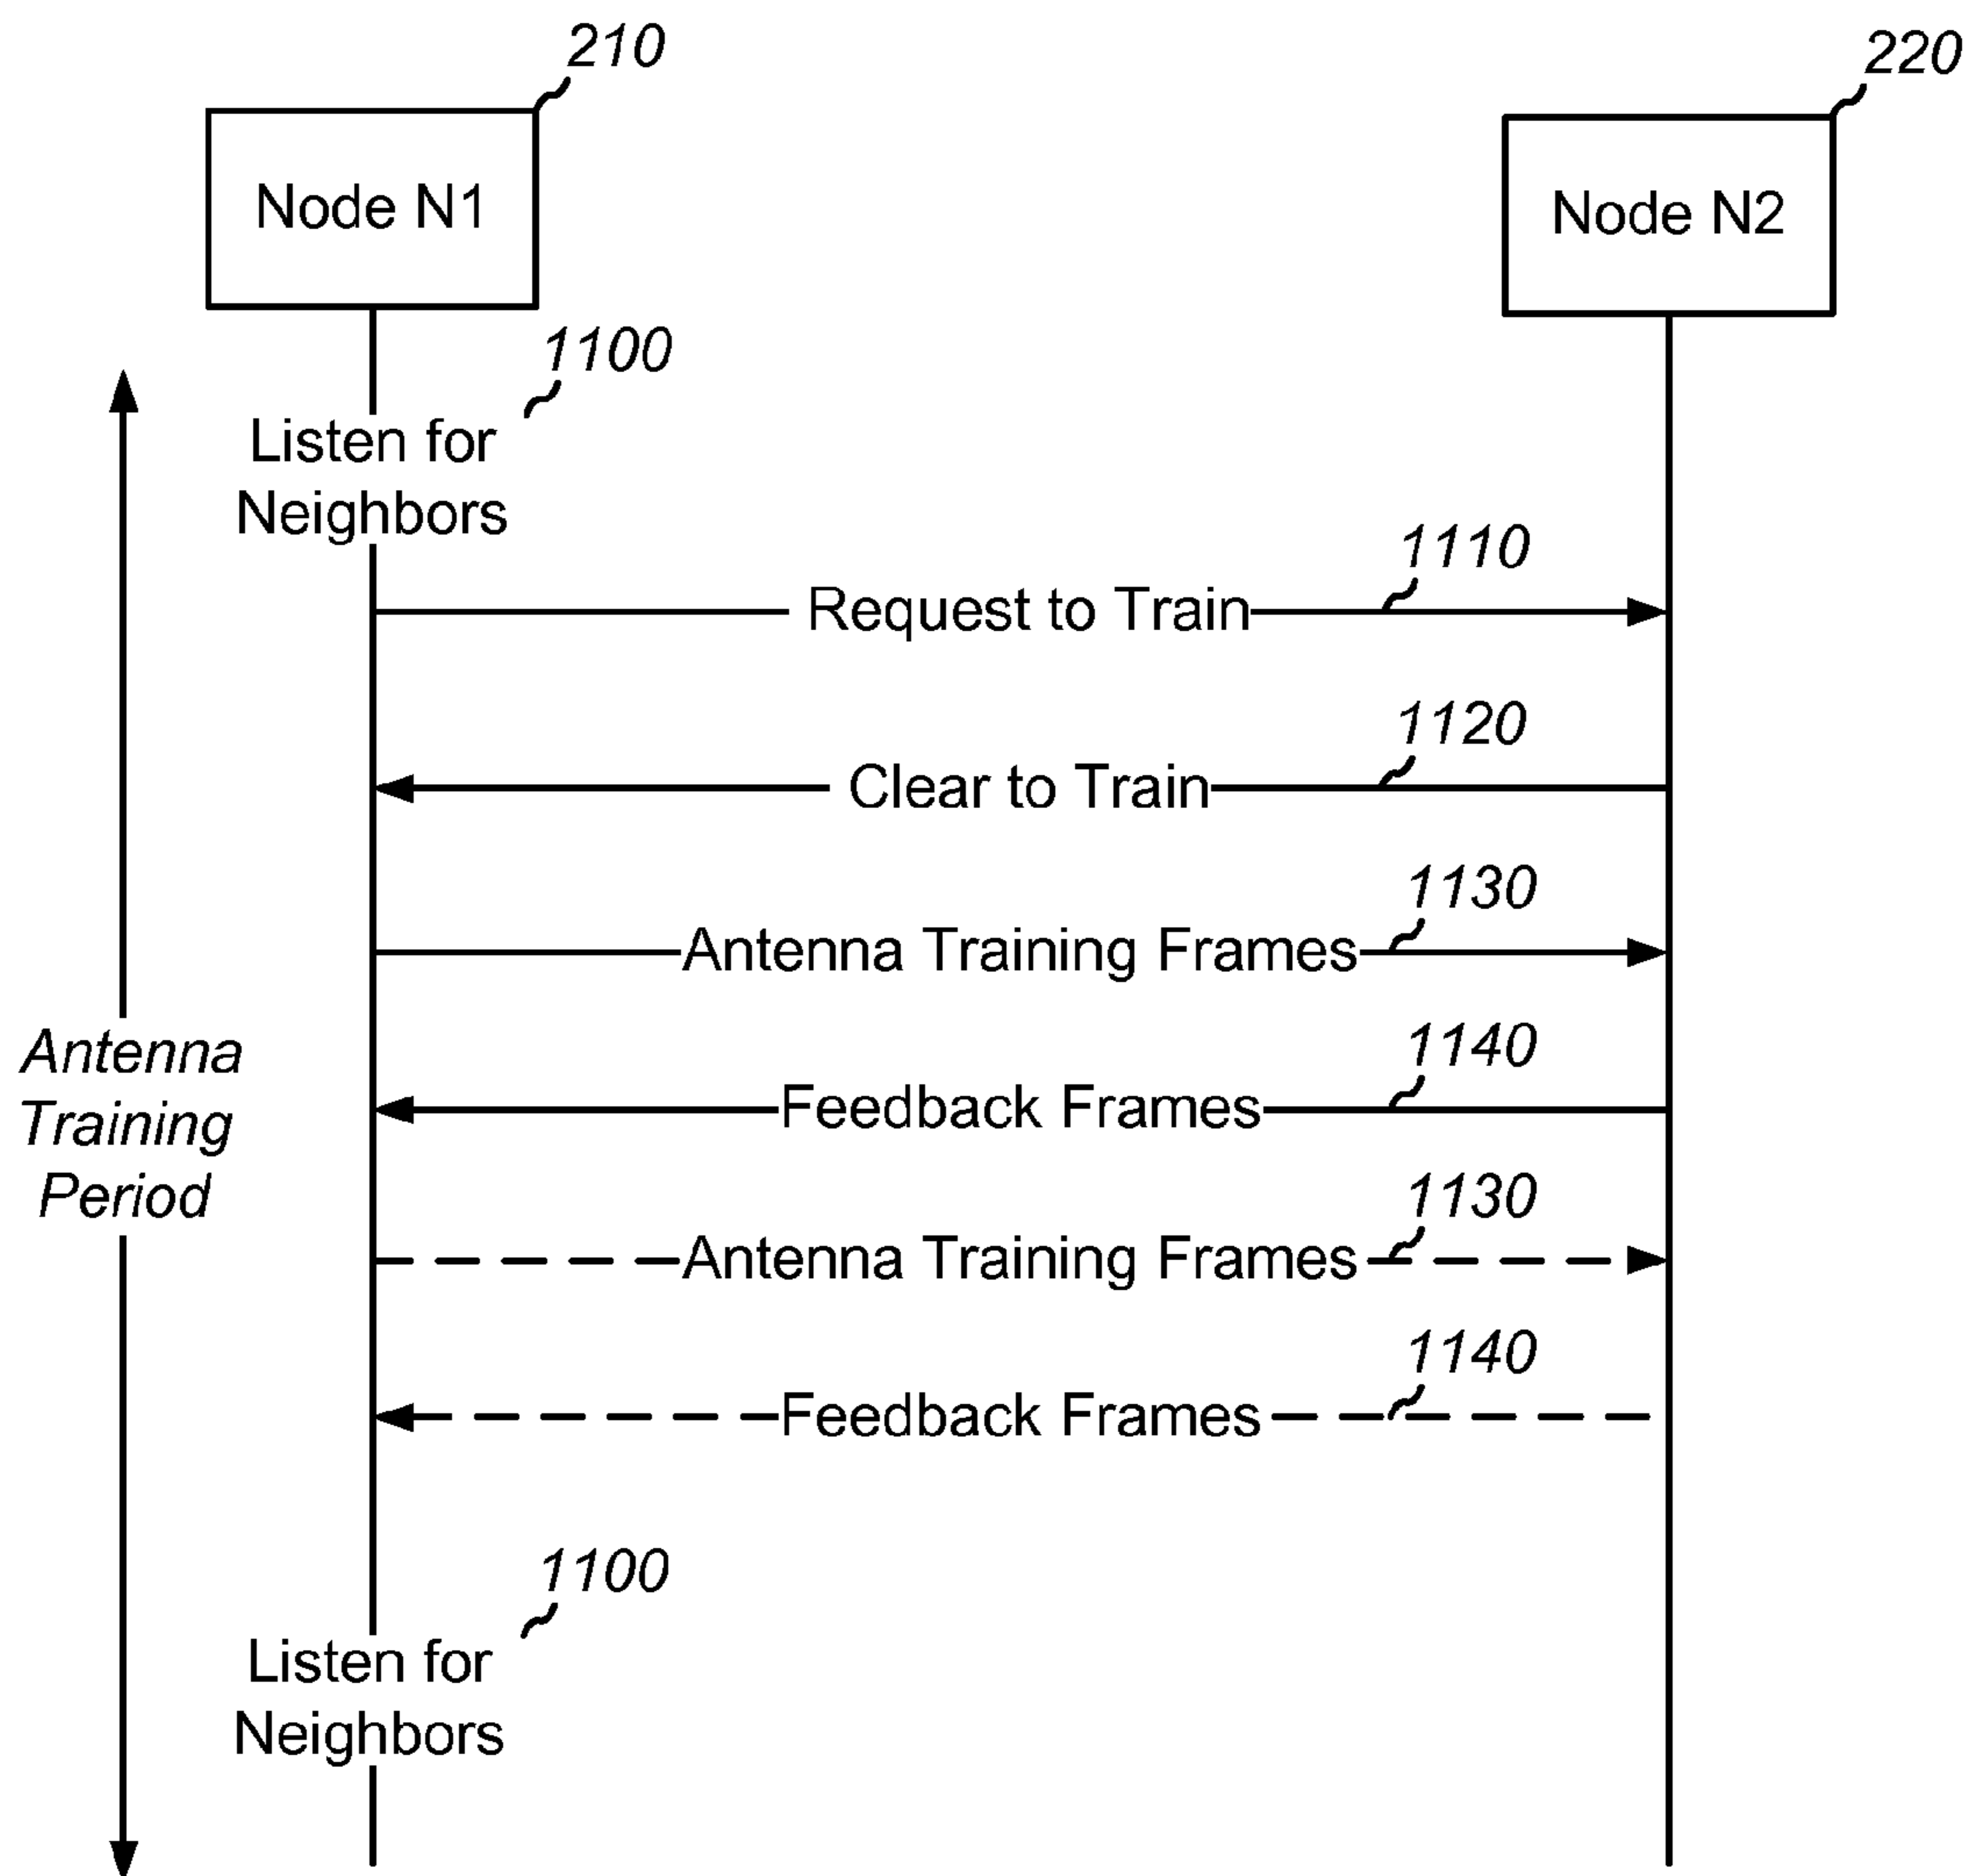 210
220
Node N1
Node N2
1100
Listen for
Neighbors
1110
Request to Train
1120
Clear to Train
1130
Antenna Training Frames
1140
Feedback Frames
Antenna
Training
Period
1130
Antenna Training Frames
1140
Feedback Frames
1100
Listen for
Neighbors